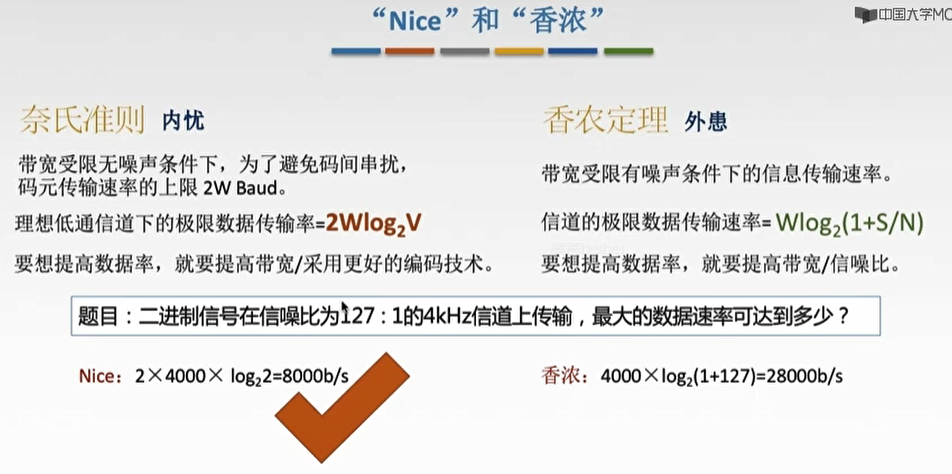 “Nice”和“香浓”
中国大学MO
奈氏准则 内忧
带宽受限无噪声条件下，为了避免码间串扰，
码元传输速率的上限 2W Baud。
理想低通信道下的极限数据传输率=2Wlog₂V
要想提高数据率，就要提高带宽/采用更好的编码技术。
香农定理 外患
带宽受限有噪声条件下的信息传输速率。
信道的极限数据传输速率= Wlog₂(1+S/N)
要想提高数据率，就要提高带宽/信噪比。
题目：二进制信号在信噪比为127 : 1的4kHz信道上传输，最大的数据速率可达到多少？
Nice：2×4000× log₂2=8000b/s
香浓：4000×log₂(1+127)=28000b/s